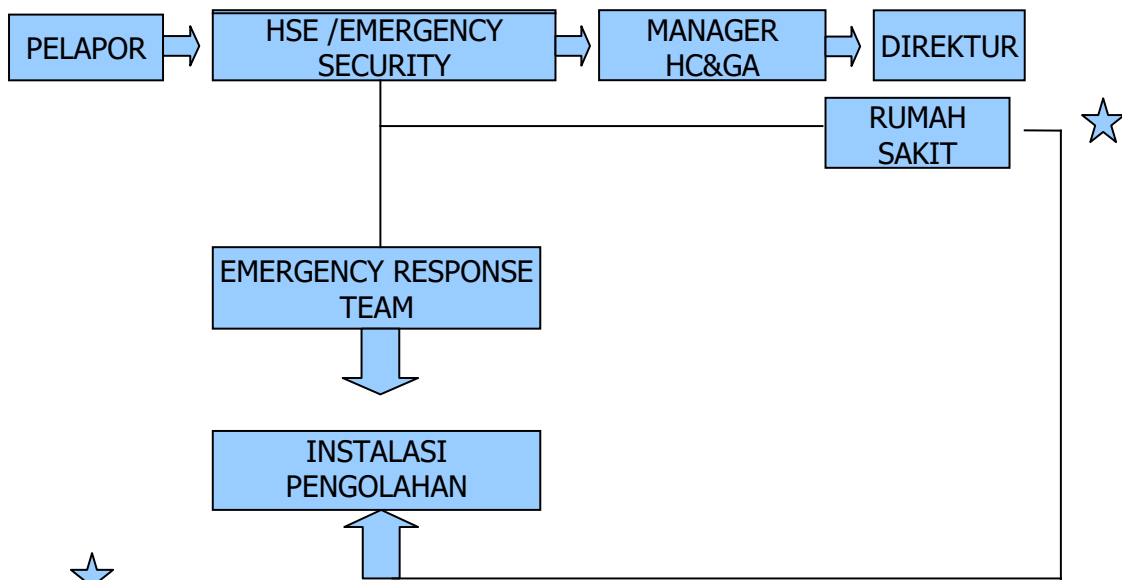 PELAPOR
HSE /EMERGENCY
SECURITY
MANAGER
HC&GA
DIREKTUR
RUMAH
SAKIT
EMERGENCY RESPONSE
TEAM
INSTALASI
PENGOLAHAN